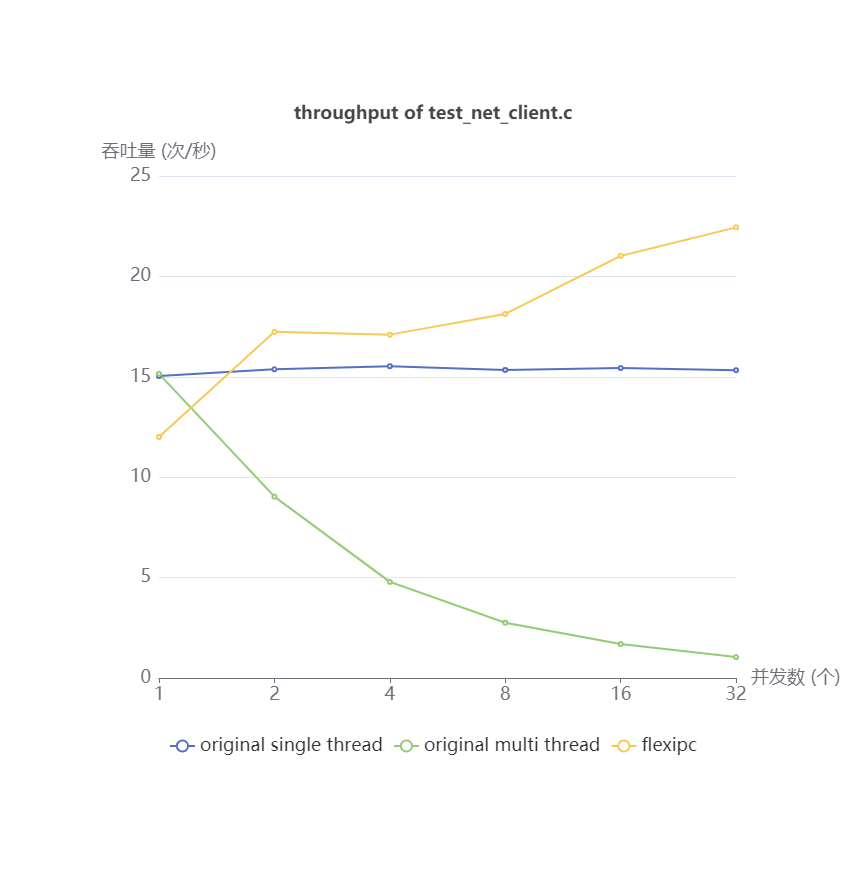 throughput of test_net_client.c
吞吐量 (次/秒)
25
20
15
10
5
0
1 2 4 8 16 32
并发数 (个)
original single thread original multi thread flexipc